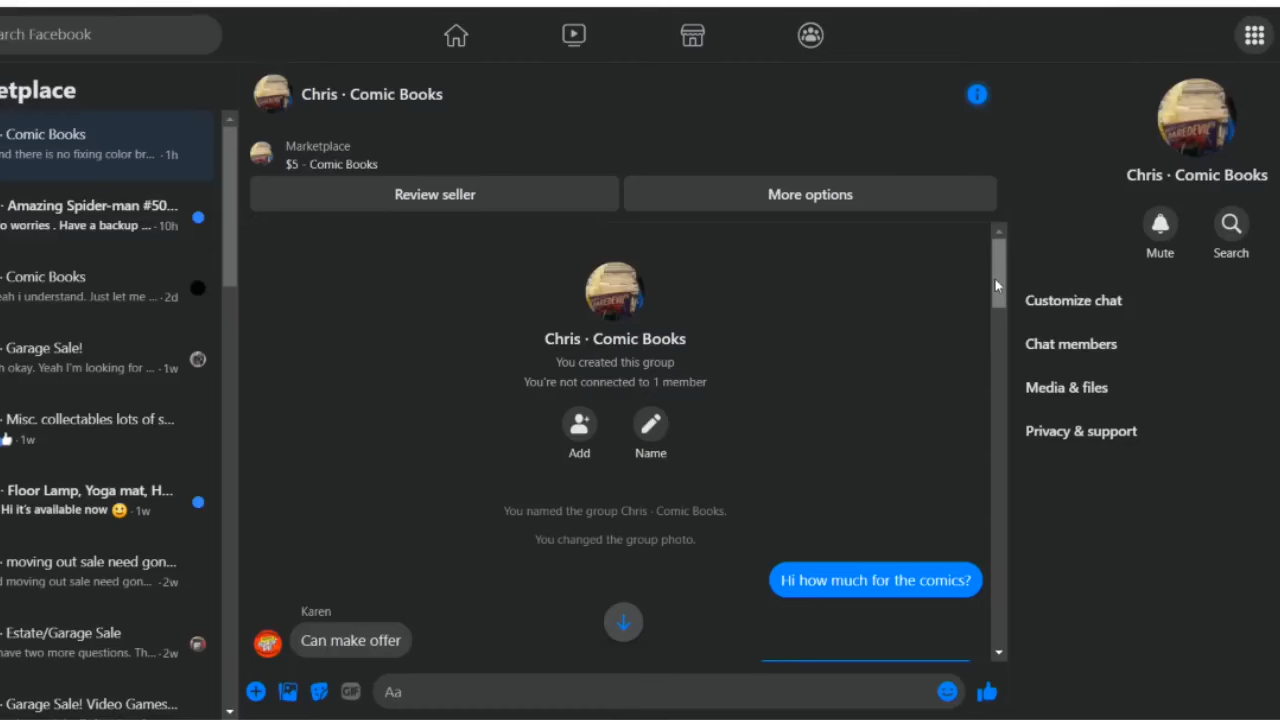 arch Facebook
etplace
· Comic Books
nd there is no fixing color br... · 1h
· Amazing Spider-man #50...
o worries . Have a backup ... · 10h
· Comic Books
eah i understand. Just let me ... · 2d
· Garage Sale!
h okay. Yeah I'm looking for ... · 1w
· Misc. collectables lots of s...
· 1w
· Floor Lamp, Yoga mat, H...
Hi it's available now 😀 · 1w
· moving out sale need gon...
d moving out sale need gon... · 2w
· Estate/Garage Sale
have two more questions. Th... · 2w
· Garage Sale! Video Games...
Chris · Comic Books
Marketplace
$5 - Comic Books
Review seller
More options
DAREDEVIL
Chris · Comic Books
You created this group
You're not connected to 1 member
Add
Name
You named the group Chris · Comic Books.
You changed the group photo.
Hi how much for the comics?
Karen
Can make offer
GIF
Aa
DAREDEVIL
Chris · Comic Books
Mute
Search
Customize chat
Chat members
Media & files
Privacy & support